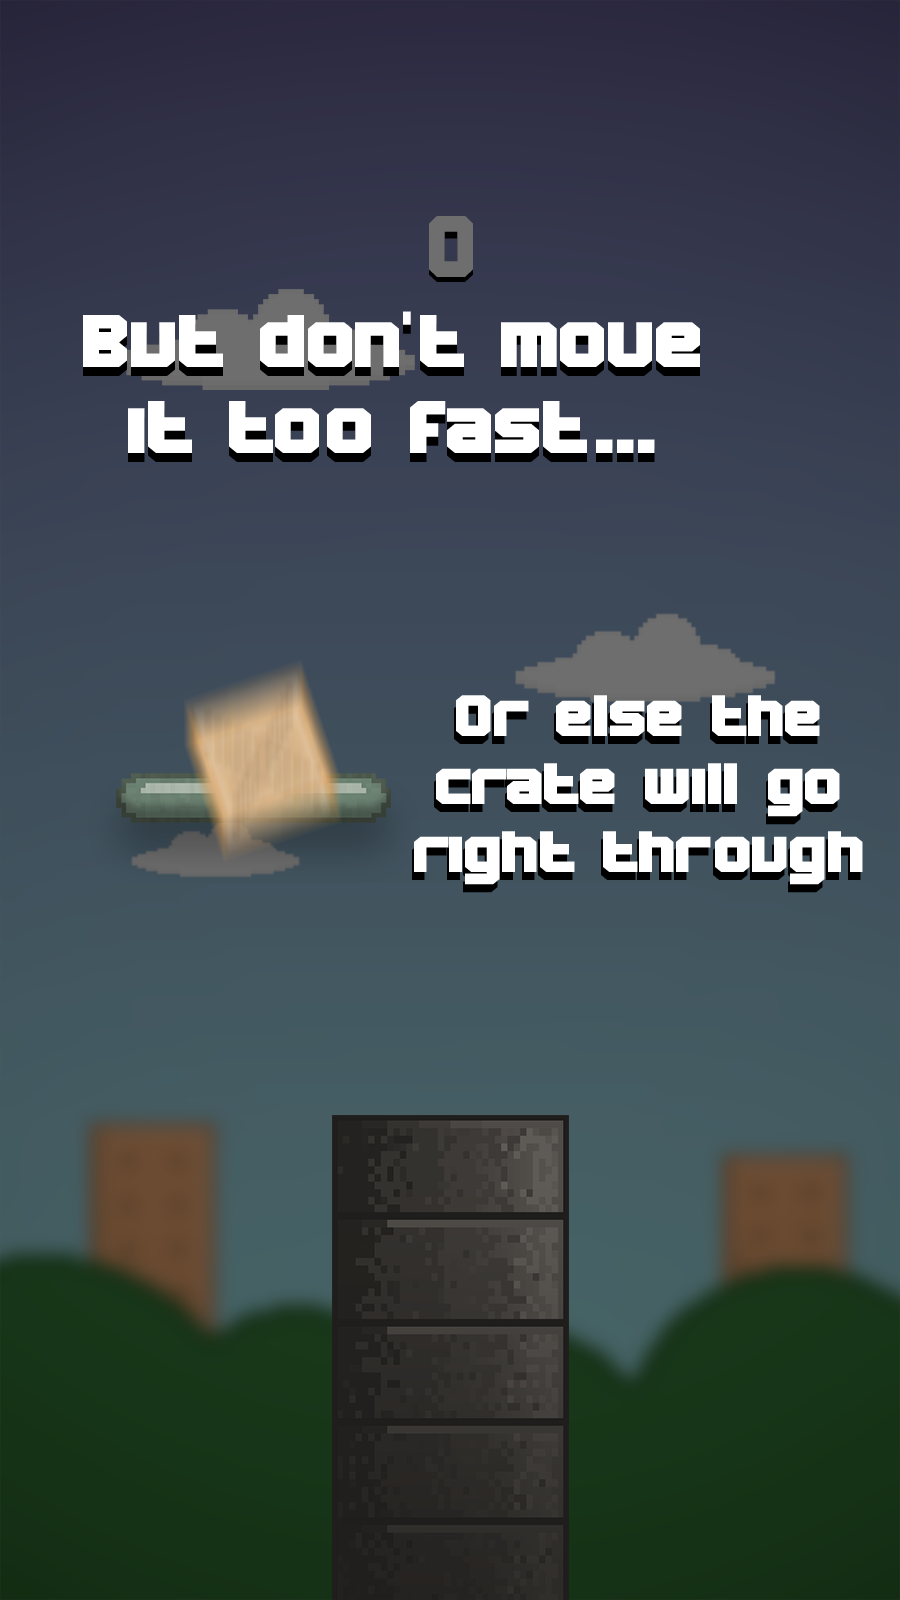 0
But don't move
it too fast...
Or else the
crate will go
right through